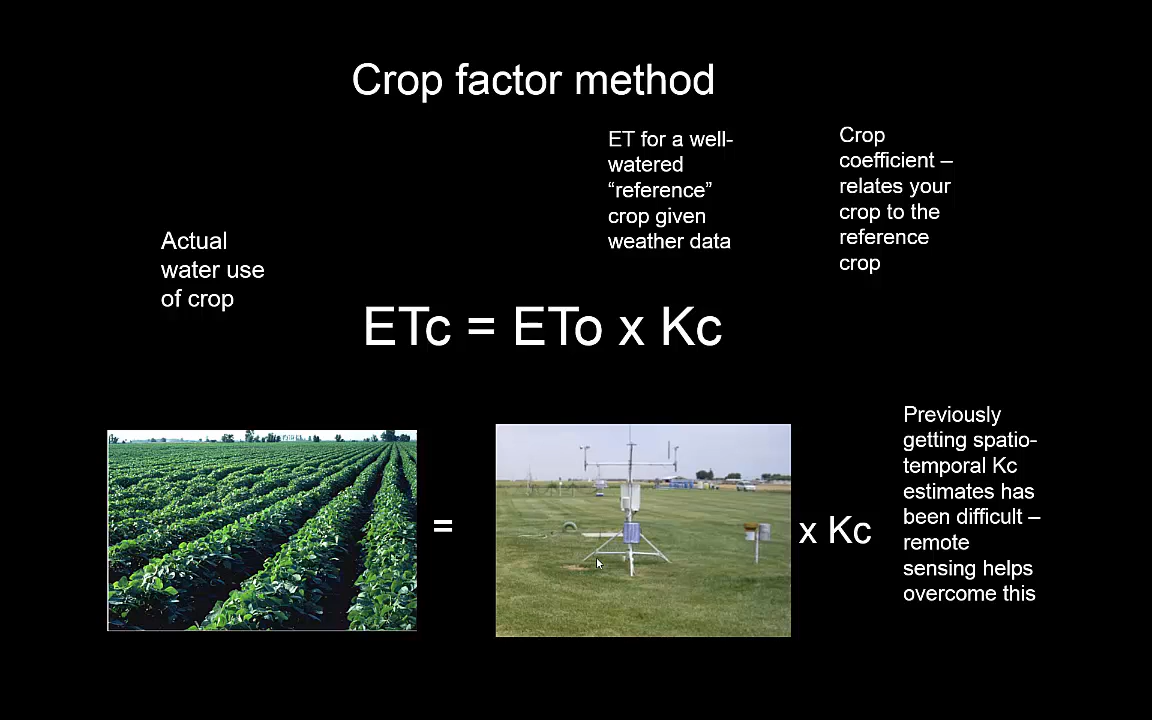 Crop factor method
ET for a well-
watered
“reference”
crop given
weather data
Crop
coefficient –
relates your
crop to the
reference
crop
Actual
water use
of crop
ETc = ETo x Kc
=
x Kc
Previously
getting spatio-
temporal Kc
estimates has
been difficult –
remote
sensing helps
overcome this